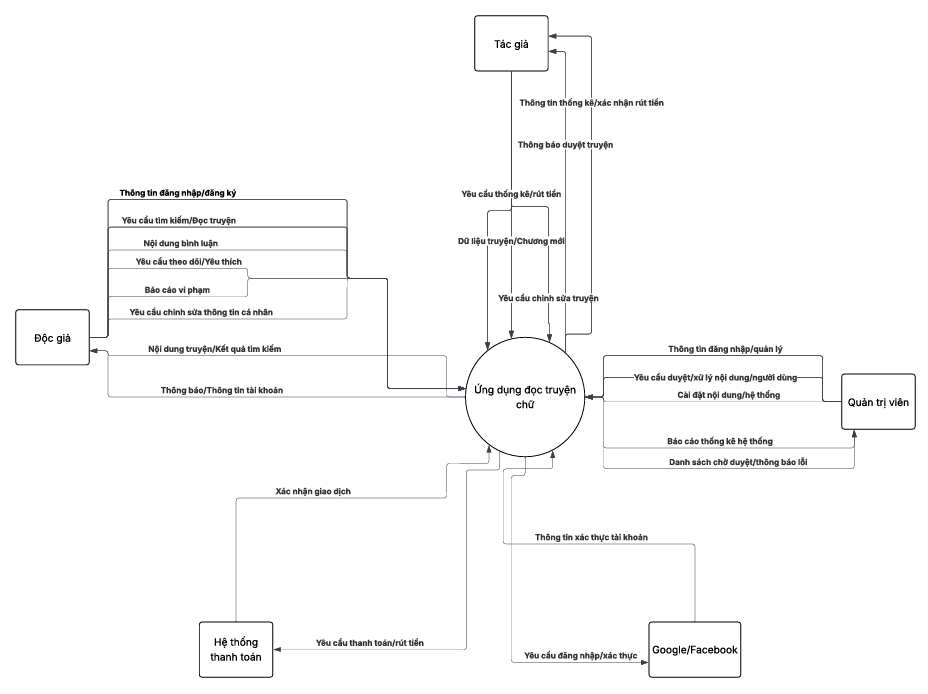 Tác giả
Thông tin thống kê/xác nhận rút tiền
Thông báo duyệt truyện
Yêu cầu thống kê/rút tiền
Thông tin đăng nhập/đăng ký
Yêu cầu tìm kiếm/Đọc truyện
Nội dung bình luận
Dữ liệu truyện/Chương mới
Yêu cầu theo dõi/Yêu thích
Báo cáo vi phạm
Yêu cầu chỉnh sửa truyện
Yêu cầu chỉnh sửa thông tin cá nhân
Độc giả
Nội dung truyện/Kết quả tìm kiếm
Thông báo/Thông tin tài khoản
Ứng dụng đọc truyện
chữ
Thông tin đăng nhập/quản lý
Yêu cầu duyệt/xử lý nội dung/người dùng
Cài đặt nội dung/hệ thống
Quản trị viên
Báo cáo thống kê hệ thống
Danh sách chờ duyệt/thông báo lỗi
Xác nhận giao dịch
Thông tin xác thực tài khoản
Hệ thống
thanh toán
Yêu cầu thanh toán/rút tiền
Yêu cầu đăng nhập/xác thực
Google/Facebook